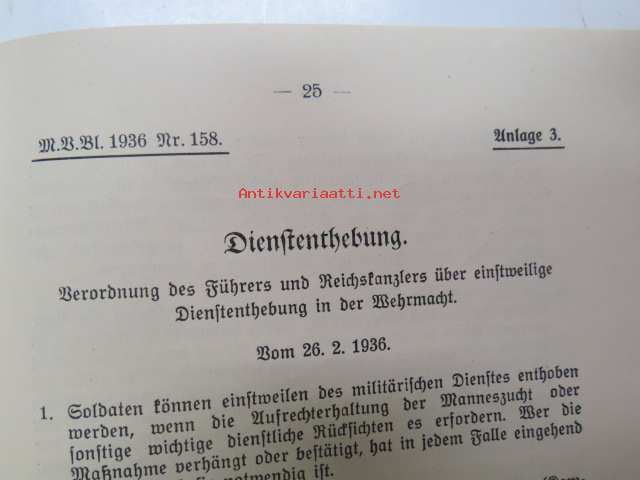 — 25 —
M.V.Bl. 1936 Nr. 158.
Anlage 3.
Antikvariaatti.net
Dienstenthebung.
Verordnung des Führers und Reichskanzlers über einstweilige
Dienstenthebung in der Wehrmacht.
Vom 26. 2. 1936.
1. Soldaten können einstweilen des militärischen Dienstes enthoben
werden, wenn die Aufrechterhaltung der Manneszucht oder
sonstige wichtige dienstliche Rücksichten es erfordern. Wer die
Maßnahme verhängt oder bestätigt, hat in jedem Falle eingehend
notwendig ist.